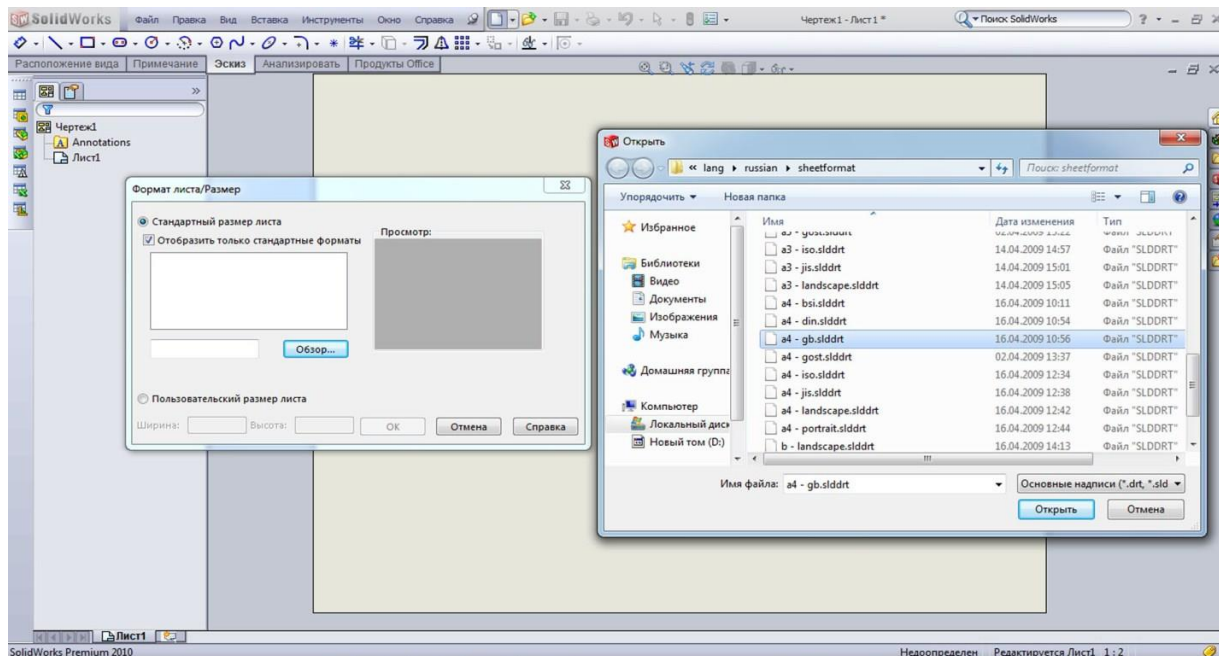 SolidWorks Файл Правка Вид Вставка Инструменты Окно Справка Чертеж1 - Лист1 * Поиск SolidWorks ?
Расположение вида Примечание Эскиз Анализировать Продукты Office
Чертеж1
A Annotations
Лист1
Формат листа/Размер
Стандартный размер листа
Отобразить только стандартные форматы
Просмотр:
Обзор...
Пользовательский размер листа
Ширина: Высота: OK Отмена Справка
Открыть
« lang russian sheetformat Поиск: sheetformat
Упорядочить Новая папка
Избранное
Библиотеки
Видео
Документы
Изображения
Музыка
Домашняя группа
Компьютер
Локальный диск
Новый том (D:)
Имя Дата изменения Тип
a3 - gost.slddrt 02.04.2009 13:22 Файл "SLDDRT"
a3 - iso.slddrt 14.04.2009 14:57 Файл "SLDDRT"
a3 - jis.slddrt 14.04.2009 15:01 Файл "SLDDRT"
a3 - landscape.slddrt 14.04.2009 15:05 Файл "SLDDRT"
a4 - bsi.slddrt 16.04.2009 10:11 Файл "SLDDRT"
a4 - din.slddrt 16.04.2009 10:54 Файл "SLDDRT"
a4 - gb.slddrt 16.04.2009 10:56 Файл "SLDDRT"
a4 - gost.slddrt 02.04.2009 13:37 Файл "SLDDRT"
a4 - iso.slddrt 16.04.2009 12:34 Файл "SLDDRT"
a4 - jis.slddrt 16.04.2009 12:38 Файл "SLDDRT"
a4 - landscape.slddrt 16.04.2009 12:42 Файл "SLDDRT"
a4 - portrait.slddrt 16.04.2009 12:44 Файл "SLDDRT"
b - landscape.slddrt 16.04.2009 14:13 Файл "SLDDRT"
Имя файла: a4 - gb.slddrt Основные надписи (*.drt, *.sld
Открыть Отмена
Лист1
SolidWorks Premium 2010 Недоопределен Редактируется Лист1 1 : 2